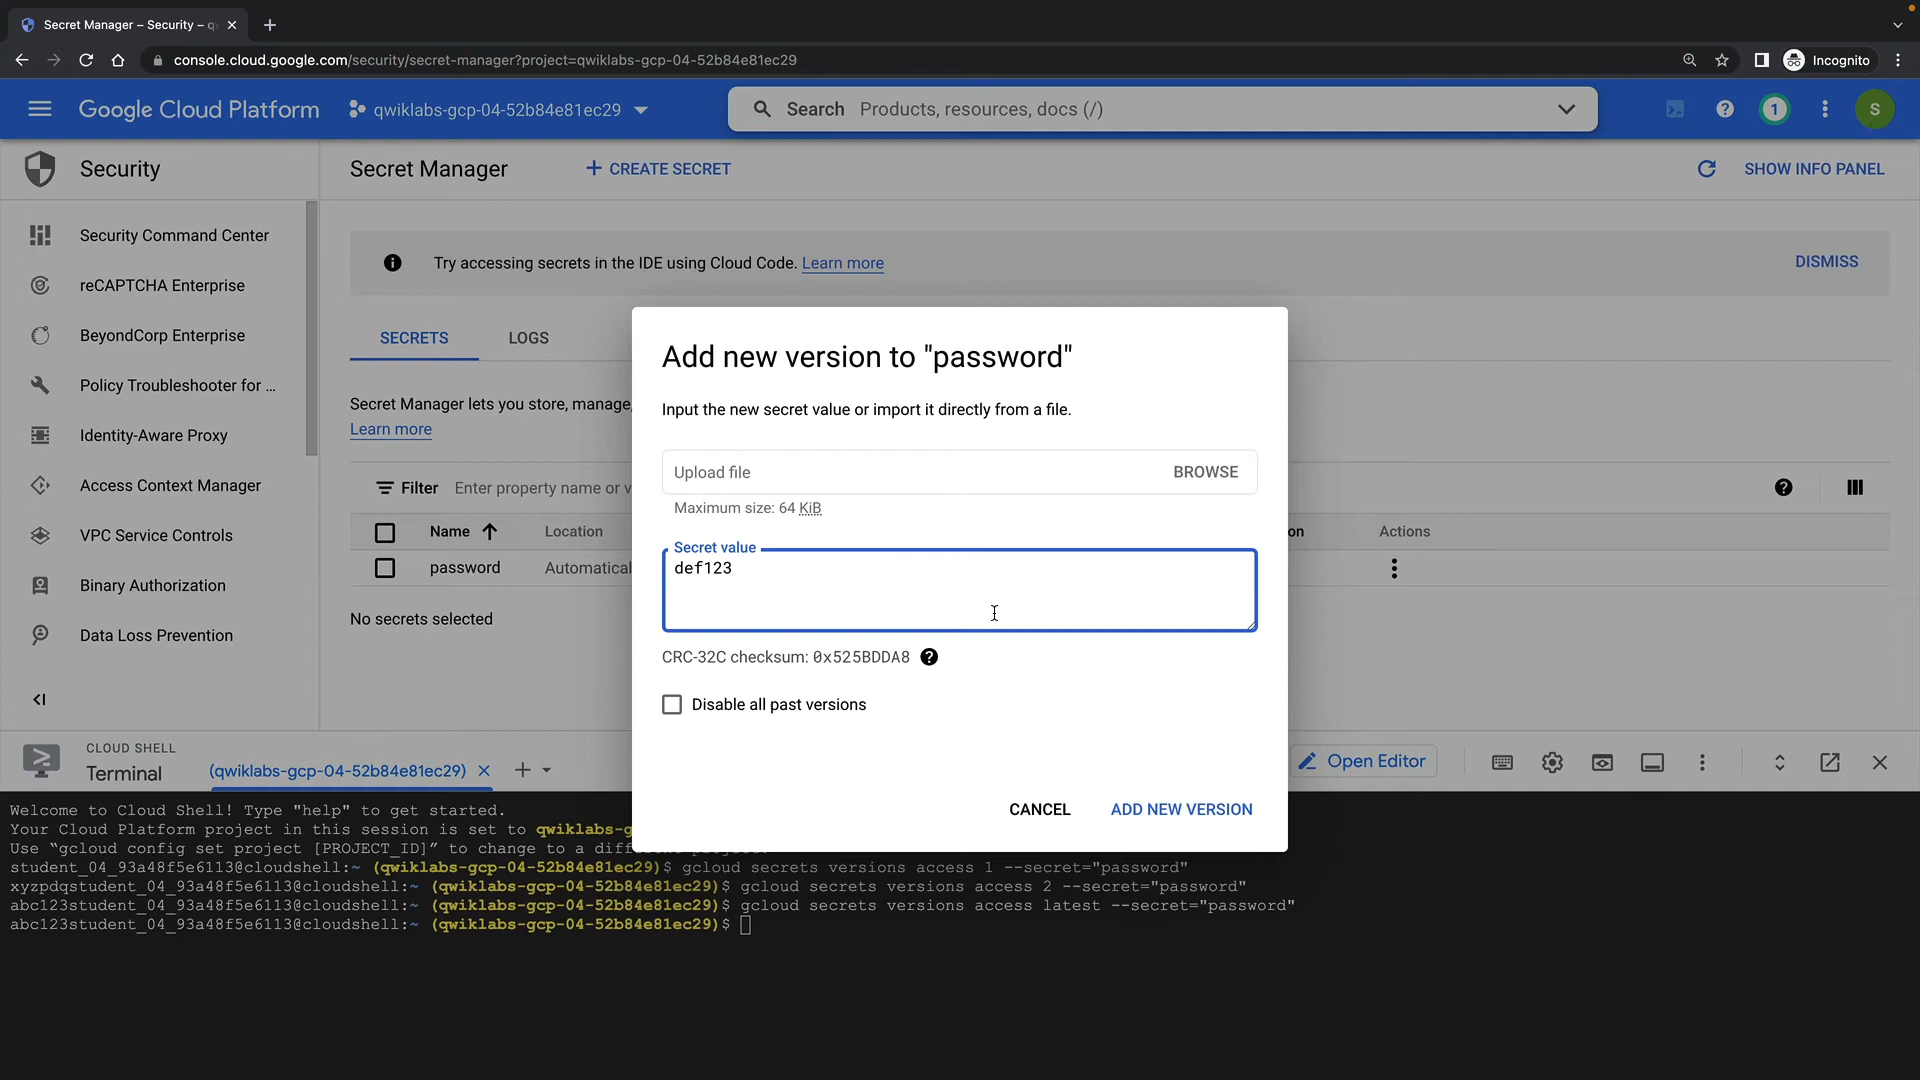 Secret Manager – Security – q
console.cloud.google.com/security/secret-manager?project=qwiklabs-gcp-04-52b84e81ec29
Incognito
Google Cloud Platform
qwiklabs-gcp-04-52b84e81ec29
Search Products, resources, docs (/)
1
S
Security
Secret Manager
CREATE SECRET
SHOW INFO PANEL
Security Command Center
reCAPTCHA Enterprise
BeyondCorp Enterprise
Policy Troubleshooter for ...
Identity-Aware Proxy
Access Context Manager
VPC Service Controls
Binary Authorization
Data Loss Prevention
Try accessing secrets in the IDE using Cloud Code. Learn more
DISMISS
SECRETS
LOGS
Secret Manager lets you store, manage,
Learn more
Filter Enter property name or v
Name Location on Actions
password Automatical
No secrets selected
Add new version to "password"
Input the new secret value or import it directly from a file.
Upload file BROWSE
Maximum size: 64 KiB
Secret value
def123
CRC-32C checksum: 0x525BDDA8
Disable all past versions
CANCEL ADD NEW VERSION
CLOUD SHELL
Terminal
(qwiklabs-gcp-04-52b84e81ec29)
Open Editor
Welcome to Cloud Shell! Type "help" to get started.
Your Cloud Platform project in this session is set to qwiklabs-g
Use “gcloud config set project [PROJECT_ID]” to change to a different project.
student_04_93a48f5e6113@cloudshell:~ (qwiklabs-gcp-04-52b84e81ec29)$ gcloud secrets versions access 1 --secret="password"
xyzpdqstudent_04_93a48f5e6113@cloudshell:~ (qwiklabs-gcp-04-52b84e81ec29)$ gcloud secrets versions access 2 --secret="password"
abc123student_04_93a48f5e6113@cloudshell:~ (qwiklabs-gcp-04-52b84e81ec29)$ gcloud secrets versions access latest --secret="password"
abc123student_04_93a48f5e6113@cloudshell:~ (qwiklabs-gcp-04-52b84e81ec29)$